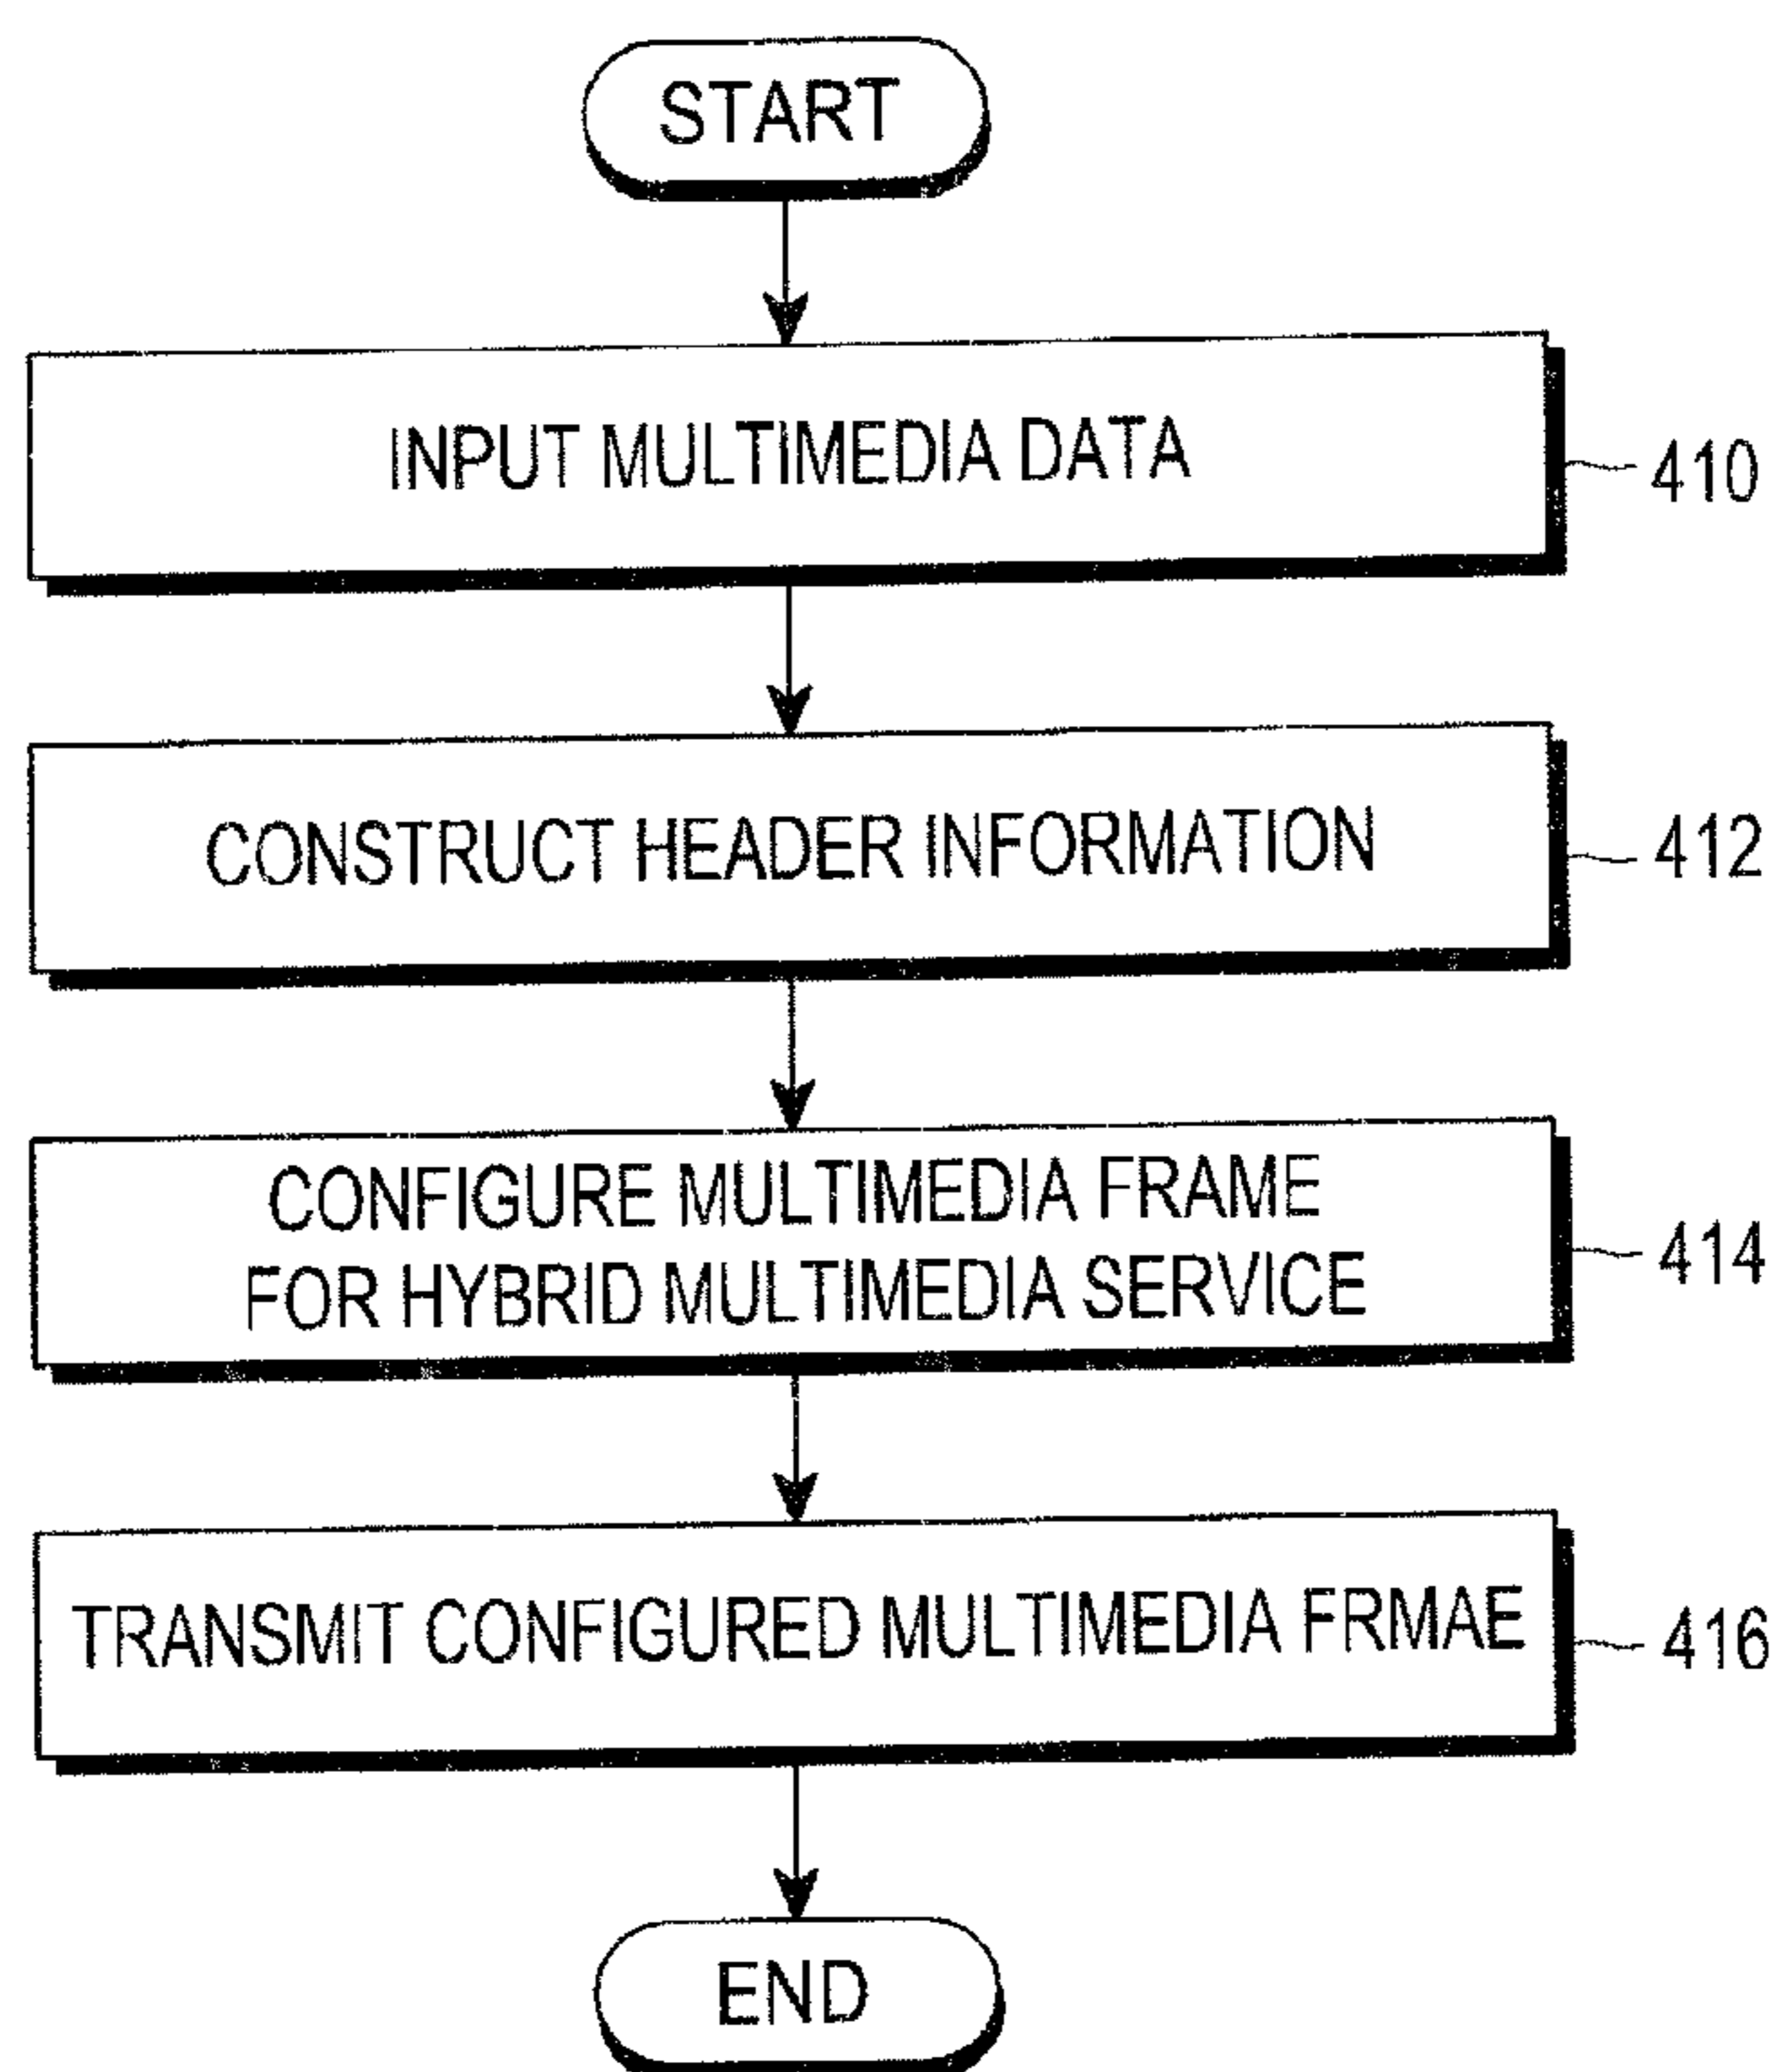 START
INPUT MULTIMEDIA DATA
410
CONSTRUCT HEADER INFORMATION
412
CONFIGURE MULTIMEDIA FRAME
FOR HYBRID MULTIMEDIA SERVICE
414
TRANSMIT CONFIGURED MULTIMEDIA FRMAE
416
END